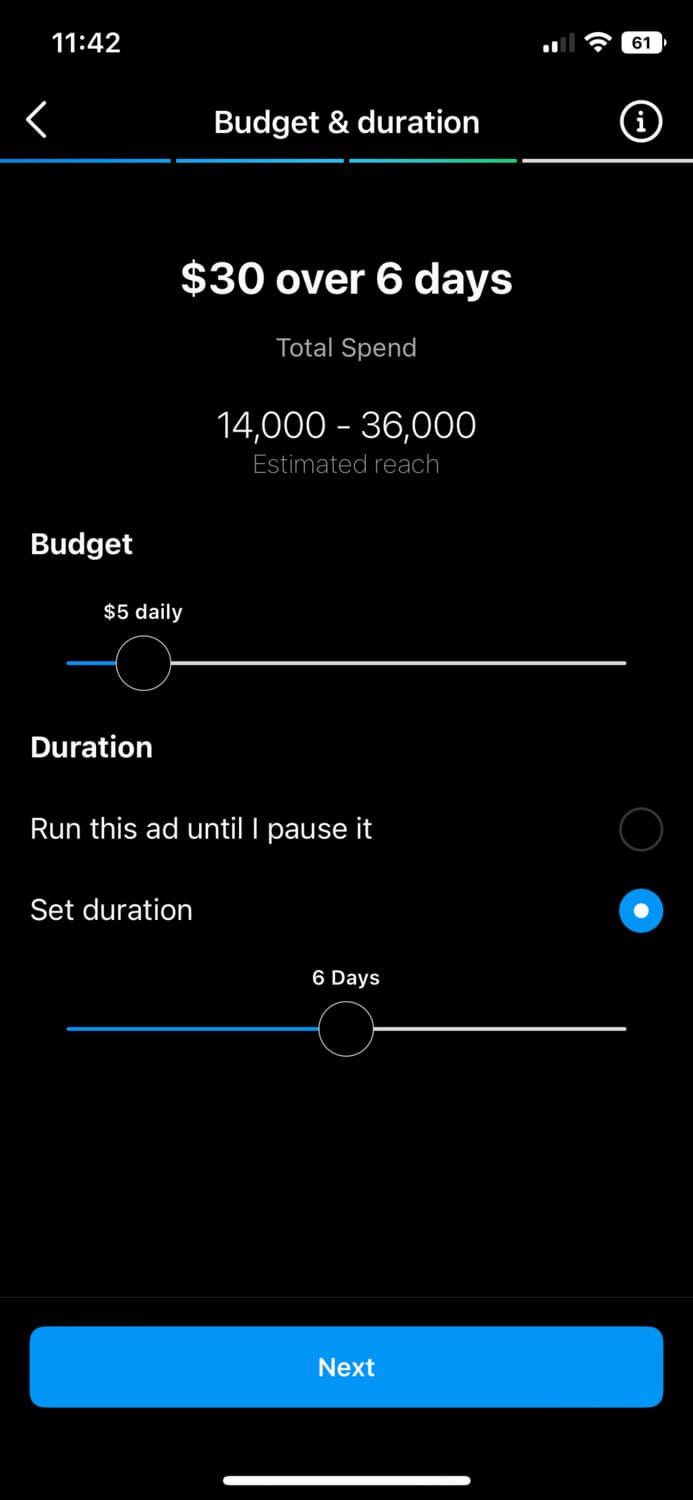 11:42
61
Budget & duration
$30 over 6 days
Total Spend
14,000 - 36,000
Estimated reach
Budget
$5 daily
Duration
Run this ad until I pause it
Set duration
6 Days
Next